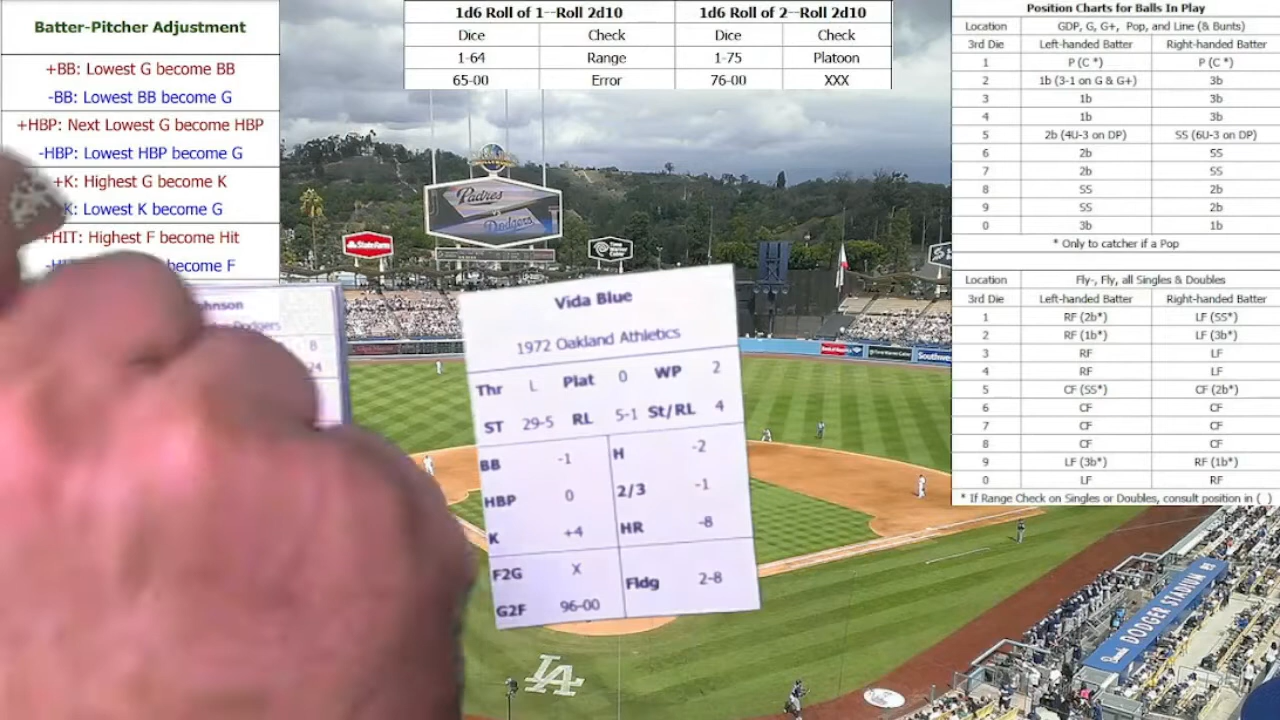 Batter-Pitcher Adjustment
+BB: Lowest G become BB
-BB: Lowest BB become G
+HBP: Next Lowest G become HBP
-HBP: Lowest HBP become G
+K: Highest G become K
K: Lowest K become G
+HIT: Highest F become Hit
become F
1d6 Roll of 1--Roll 2d10 1d6 Roll of 2--Roll 2d10
Dice Check Dice Check
1-64 Range 1-75 Platoon
65-00 Error 76-00 XXX
Position Charts for Balls In Play
Location GDP, G, G+, Pop, and Line (& Bunts)
3rd Die Left-handed Batter Right-handed Batter
1 P (C *) P (C *)
2 1b (3-1 on G & G+) 3b
3 1b 3b
4 1b 3b
5 2b (4U-3 on DP) SS (6U-3 on DP)
6 2b SS
7 2b SS
8 SS 2b
9 SS 2b
0 3b 1b
* Only to catcher if a Pop
Location Fly-, Fly, all Singles & Doubles
3rd Die Left-handed Batter Right-handed Batter
1 RF (2b*) LF (SS*)
2 RF (1b*) LF (3b*)
3 RF LF
4 RF LF
5 CF (SS*) CF (2b*)
6 CF CF
7 CF CF
8 CF CF
9 LF (3b*) RF (1b*)
0 LF RF
* If Range Check on Singles or Doubles, consult position in ( )
Padres
Dodgers
State Farm
hnson
Dodgers
8
24
Vida Blue
1972 Oakland Athletics
Thr L Plat 0 WP 2
ST 29-5 RL 5-1 St/RL 4
BB -1 H -2
HBP 0 2/3 -1
K +4 HR -8
F2G X Fldg 2-8
G2F 96-00
Southwes
DODGER STADIUM
LA